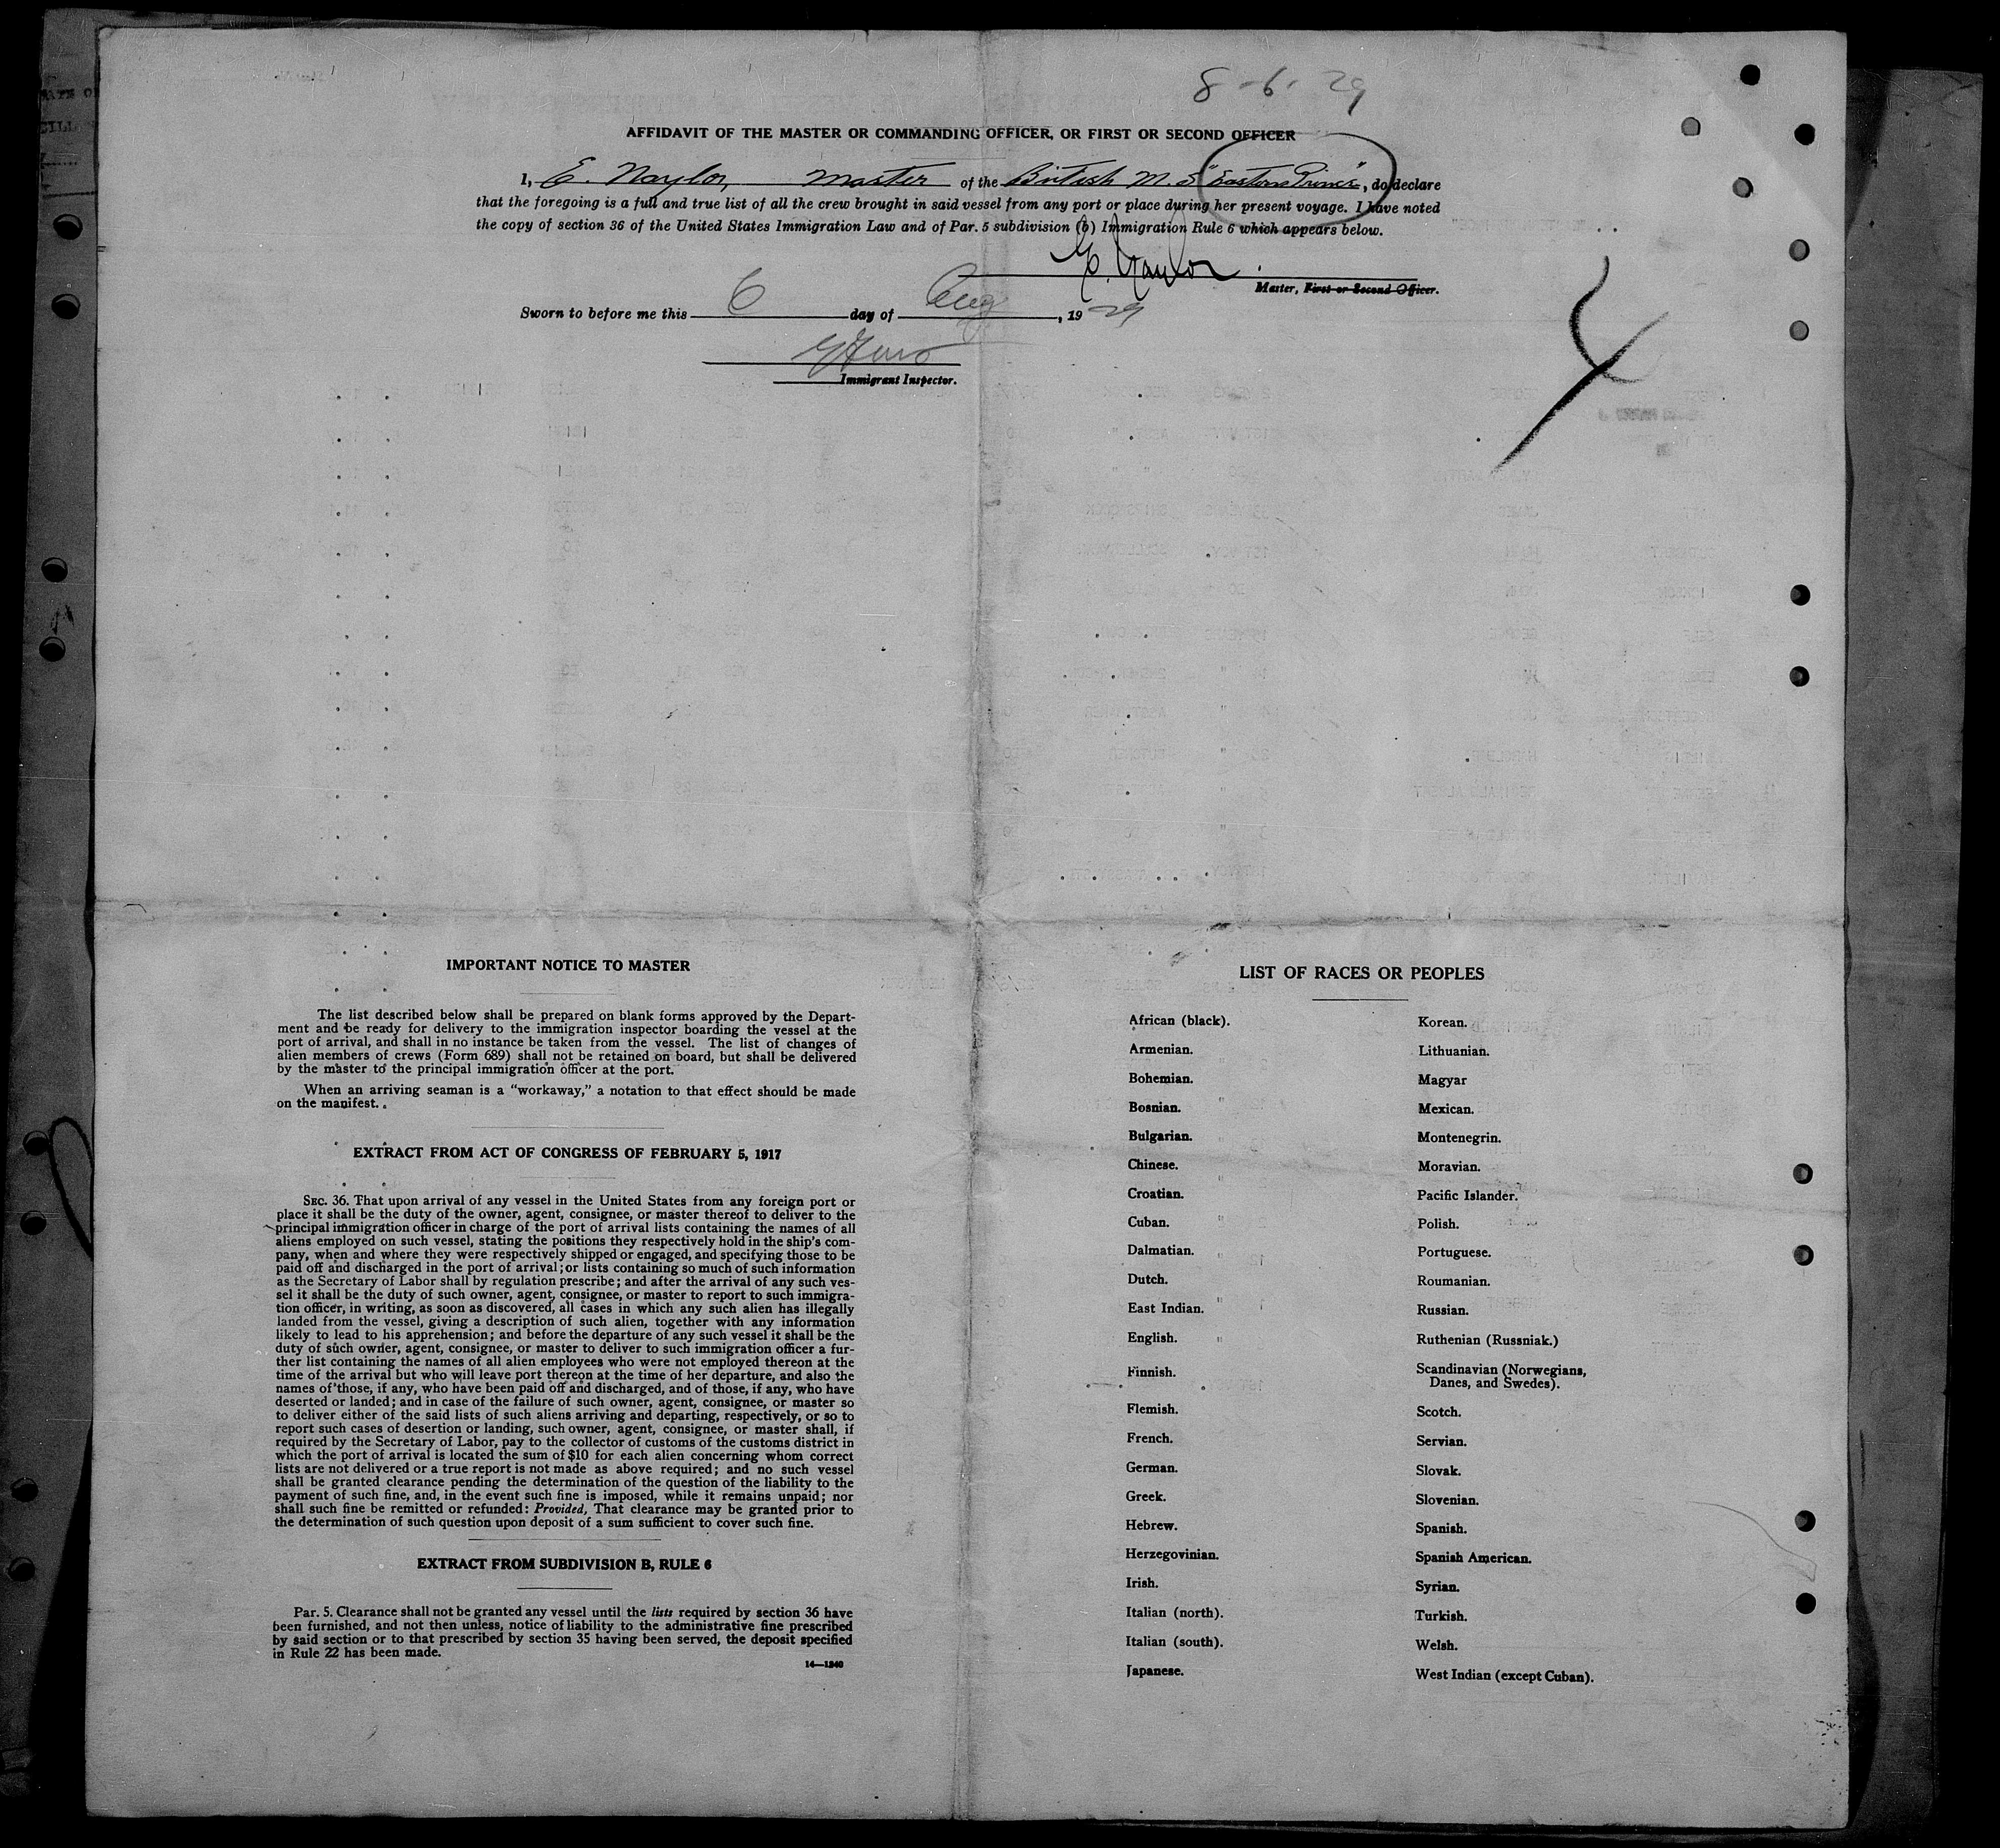 8-6-29
AFFIDAVIT OF THE MASTER OR COMMANDING OFFICER, OR FIRST OR SECOND OFFICER
I, E. Naylor, Master of the British M.S "Eastern Prince", do declare
that the foregoing is a full and true list of all the crew brought in said vessel from any port or place during her present voyage. I have noted
the copy of section 36 of the United States Immigration Law and of Par. 5 subdivision (b) Immigration Rule 6 which appears below.
E. Naylor
Master, First or Second Officer.
Sworn to before me this 6 day of Aug, 1929
Immigrant Inspector.
IMPORTANT NOTICE TO MASTER
The list described below shall be prepared on blank forms approved by the Depart-
ment and be ready for delivery to the immigration inspector boarding the vessel at the
port of arrival, and shall in no instance be taken from the vessel. The list of changes of
alien members of crews (Form 689) shall not be retained on board, but shall be delivered
by the master to the principal immigration officer at the port.
When an arriving seaman is a "workaway," a notation to that effect should be made
on the manifest.
EXTRACT FROM ACT OF CONGRESS OF FEBRUARY 5, 1917
SEC. 36. That upon arrival of any vessel in the United States from any foreign port or
place it shall be the duty of the owner, agent, consignee, or master thereof to deliver to the
principal immigration officer in charge of the port of arrival lists containing the names of all
aliens employed on such vessel, stating the positions they respectively hold in the ship's com-
pany, when and where they were respectively shipped or engaged, and specifying those to be
paid off and discharged in the port of arrival; or lists containing so much of such information
as the Secretary of Labor shall by regulation prescribe; and after the arrival of any such ves-
sel it shall be the duty of such owner, agent, consignee, or master to report to such immigra-
tion officer, in writing, as soon as discovered, all cases in which any such alien has illegally
landed from the vessel, giving a description of such alien, together with any information
likely to lead to his apprehension; and before the departure of any such vessel it shall be the
duty of such owner, agent, consignee, or master to deliver to such immigration officer a fur-
ther list containing the names of all alien employees who were not employed thereon at the
time of the arrival but who will leave port thereon at the time of her departure, and also the
names of those, if any, who have been paid off and discharged, and of those, if any, who have
deserted or landed; and in case of the failure of such owner, agent, consignee, or master so
to deliver either of the said lists of such aliens arriving and departing, respectively, or so to
report such cases of desertion or landing, such owner, agent, consignee, or master shall, if
required by the Secretary of Labor, pay to the collector of customs of the customs district in
which the port of arrival is located the sum of $10 for each alien concerning whom correct
lists are not delivered or a true report is not made as above required; and no such vessel
shall be granted clearance pending the determination of the question of the liability to the
payment of such fine, and, in the event such fine is imposed, while it remains unpaid; nor
shall such fine be remitted or refunded: Provided, That clearance may be granted prior to
the determination of such question upon deposit of a sum sufficient to cover such fine.
EXTRACT FROM SUBDIVISION B, RULE 6
Par. 5. Clearance shall not be granted any vessel until the lists required by section 36 have
been furnished, and not then unless, notice of liability to the administrative fine prescribed
by said section or to that prescribed by section 35 having been served, the deposit specified
in Rule 22 has been made.
14—1240
LIST OF RACES OR PEOPLES
African (black).
Armenian.
Bohemian.
Bosnian.
Bulgarian.
Chinese.
Croatian.
Cuban.
Dalmatian.
Dutch.
East Indian.
English.
Finnish.
Flemish.
French.
German.
Greek.
Hebrew.
Herzegovinian.
Irish.
Italian (north).
Italian (south).
Japanese.
Korean.
Lithuanian.
Magyar
Mexican.
Montenegrin.
Moravian.
Pacific Islander.
Polish.
Portuguese.
Roumanian.
Russian.
Ruthenian (Russniak.)
Scandinavian (Norwegians,
Danes, and Swedes).
Scotch.
Servian.
Slovak.
Slovenian.
Spanish.
Spanish American.
Syrian.
Turkish.
Welsh.
West Indian (except Cuban).